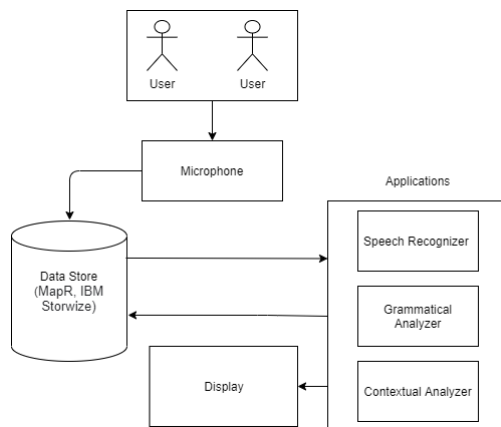 User
User
Microphone
Applications
Speech Recognizer
Data Store
(MapR, IBM
Storwize)
Grammatical
Analyzer
Display
Contextual Analyzer